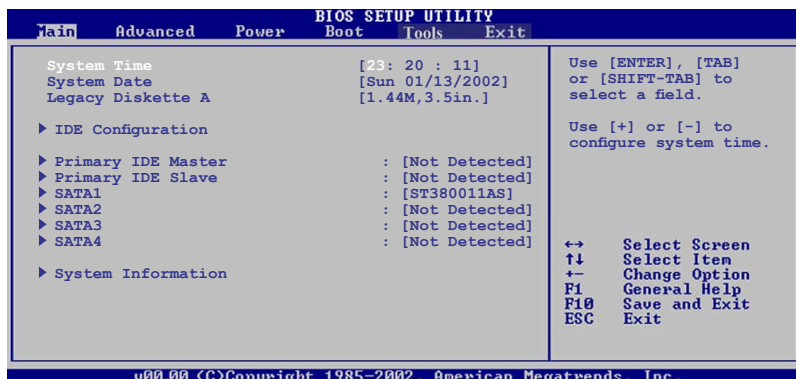 BIOS SETUP UTILITY
Main Advanced Power Boot Tools Exit
System Time [23: 20 : 11]
System Date [Sun 01/13/2002]
Legacy Diskette A [1.44M,3.5in.]
IDE Configuration
Primary IDE Master : [Not Detected]
Primary IDE Slave : [Not Detected]
SATA1 : [ST380011AS]
SATA2 : [Not Detected]
SATA3 : [Not Detected]
SATA4 : [Not Detected]
System Information
Use [ENTER], [TAB]
or [SHIFT-TAB] to
select a field.
Use [+] or [-] to
configure system time.
←→ Select Screen
↑↓ Select Item
+- Change Option
F1 General Help
F10 Save and Exit
ESC Exit
v00.00 (C)Copyright 1985-2002, American Megatrends, Inc.